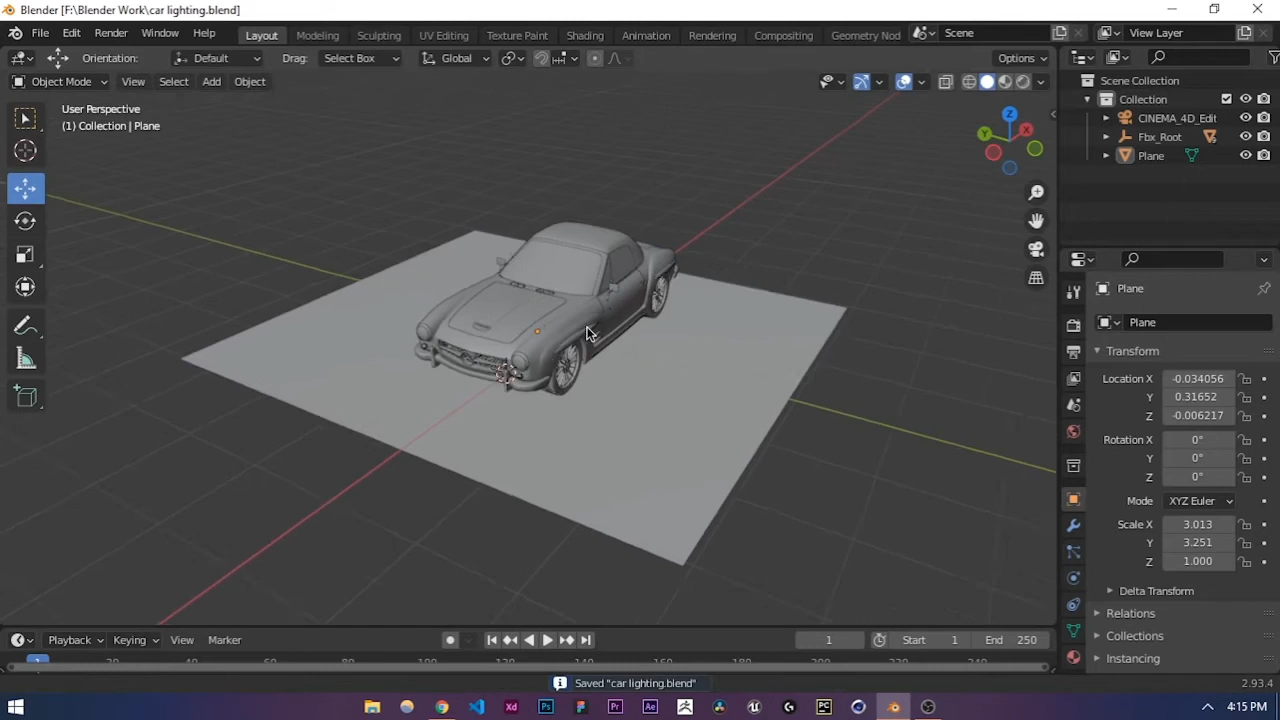 Blender [F:\Blender Work\car lighting.blend]
File Edit Render Window Help
Layout Modeling Sculpting UV Editing Texture Paint Shading Animation Rendering Compositing Geometry Nod
Scene
View Layer
Orientation: Default Drag: Select Box Global Options
Object Mode View Select Add Object
User Perspective
(1) Collection | Plane
Z
Y
X
Scene Collection
Collection
CINEMA_4D_Edit
Fbx_Root
Plane
Plane
Plane
Transform
Location X -0.034056
Y 0.31652
Z -0.006217
Rotation X 0°
Y 0°
Z 0°
Mode XYZ Euler
Scale X 3.013
Y 3.251
Z 1.000
Delta Transform
Relations
Collections
Instancing
Playback Keying View Marker 1 Start 1 End 250
Saved "car lighting.blend"
2.93.4
Xd Ps Pr Ae PC
4:15 PM